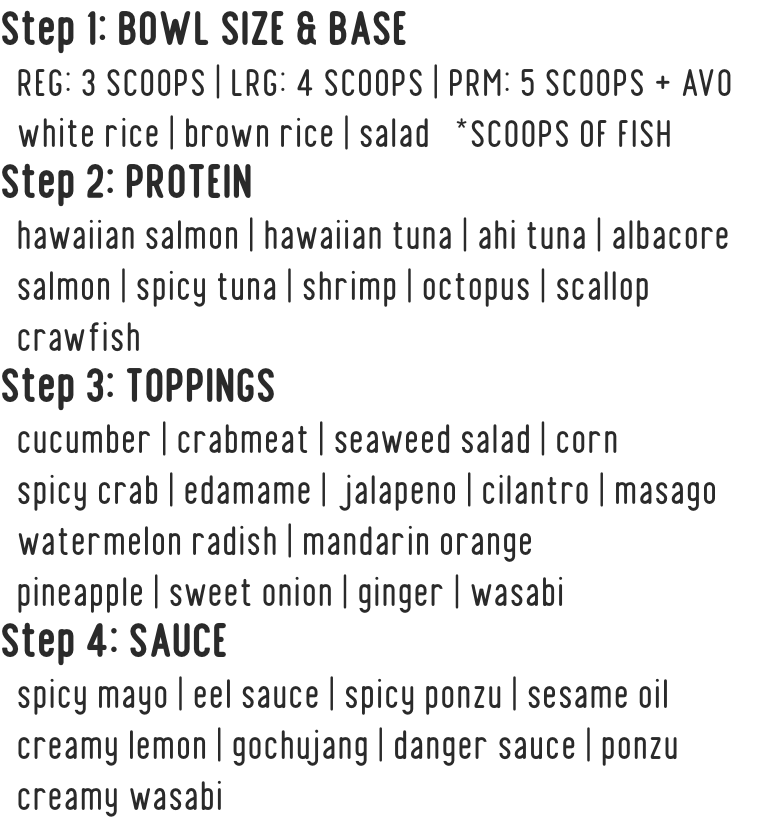 Step 1: BOWL SIZE & BASE
REG: 3 SCOOPS | LRG: 4 SCOOPS | PRM: 5 SCOOPS + AVO
white rice | brown rice | salad *SCOOPS OF FISH
Step 2: PROTEIN
hawaiian salmon | hawaiian tuna | ahi tuna | albacore
salmon | spicy tuna | shrimp | octopus | scallop
crawfish
Step 3: TOPPINGS
cucumber | crabmeat | seaweed salad | corn
spicy crab | edamame | jalapeno | cilantro | masago
watermelon radish | mandarin orange
pineapple | sweet onion | ginger | wasabi
Step 4: SAUCE
spicy mayo | eel sauce | spicy ponzu | sesame oil
creamy lemon | gochujang | danger sauce | ponzu
creamy wasabi